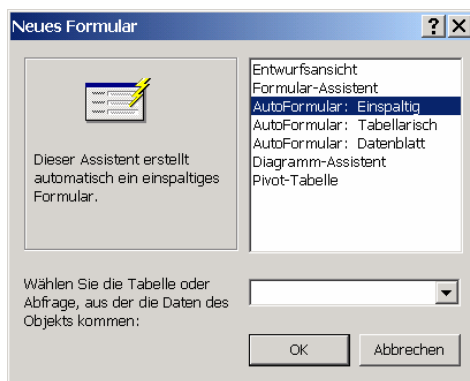 Neues Formular
Dieser Assistent erstellt
automatisch ein einspaltiges
Formular.
Entwurfsansicht
Formular-Assistent
AutoFormular: Einspaltig
AutoFormular: Tabellarisch
AutoFormular: Datenblatt
Diagramm-Assistent
Pivot-Tabelle
Wählen Sie die Tabelle oder
Abfrage, aus der die Daten des
Objekts kommen:
OK
Abbrechen